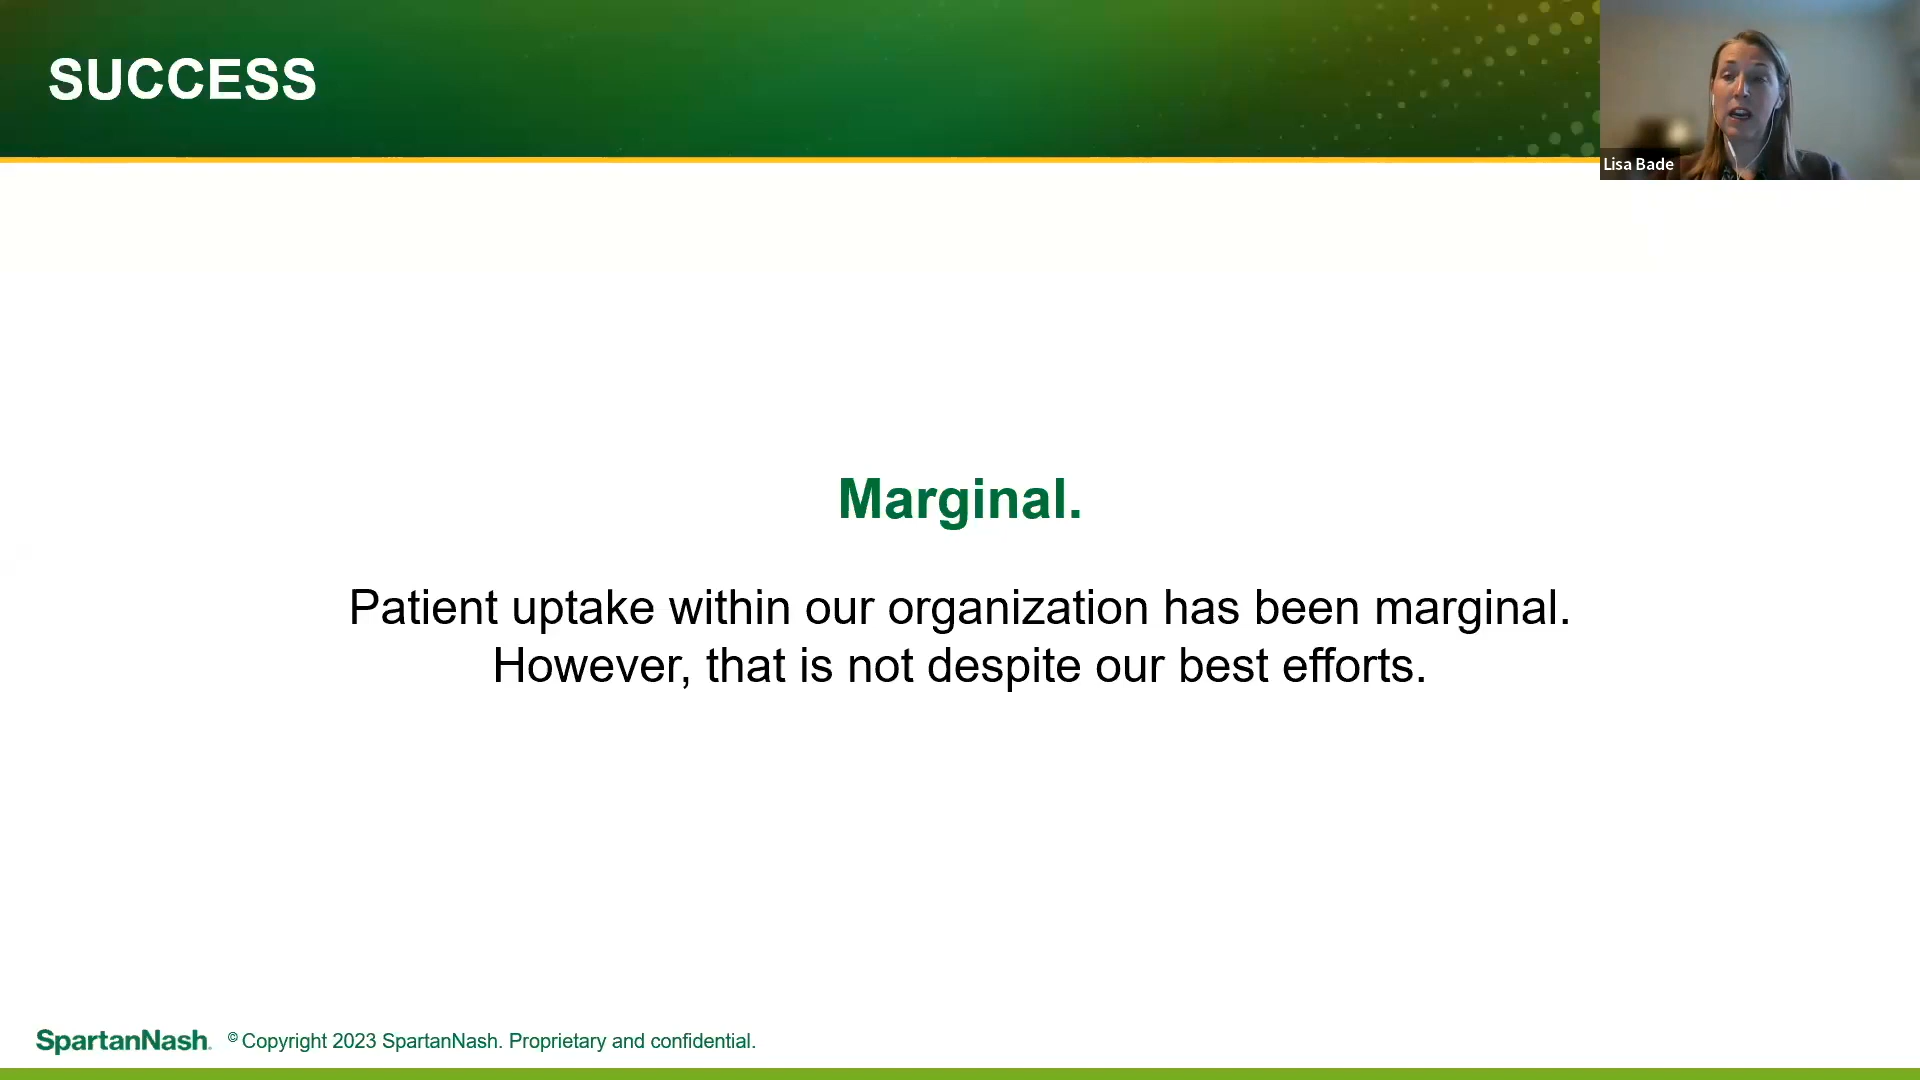 SUCCESS
Lisa Bade
Marginal.
Patient uptake within our organization has been marginal.
However, that is not despite our best efforts.
SpartanNash. © Copyright 2023 SpartanNash. Proprietary and confidential.